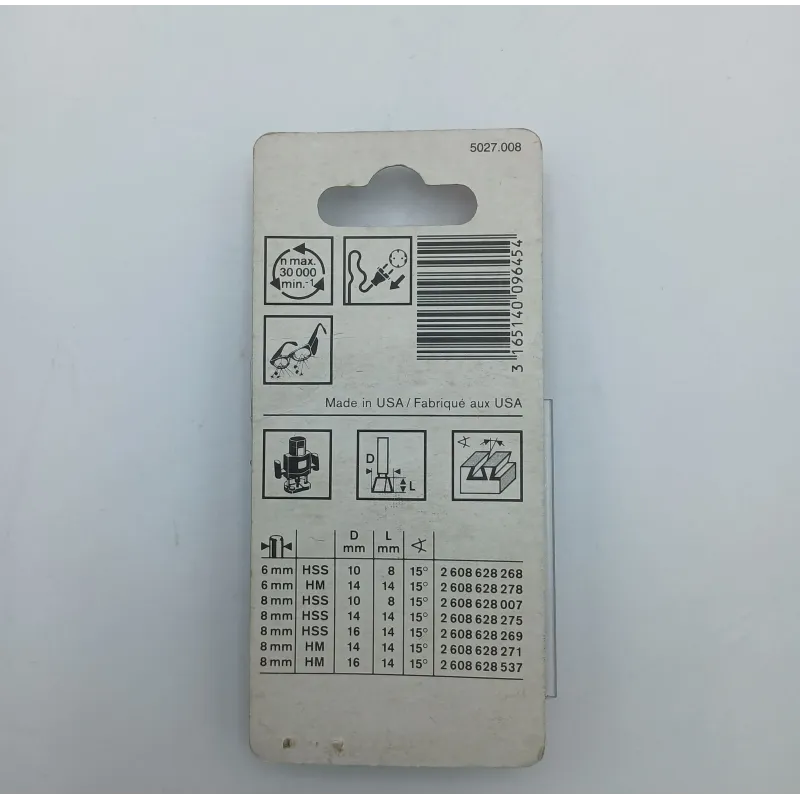 5027.008
n max.
30 000
min.⁻¹
3 165140 096454
Made in USA / Fabriqué aux USA
D
L
D L
mm mm
6 mm HSS 10 8 15° 2 608 628 268
6 mm HM 14 14 15° 2 608 628 278
8 mm HSS 10 8 15° 2 608 628 007
8 mm HSS 14 14 15° 2 608 628 275
8 mm HSS 16 14 15° 2 608 628 269
8 mm HM 14 14 15° 2 608 628 271
8 mm HM 16 14 15° 2 608 628 537